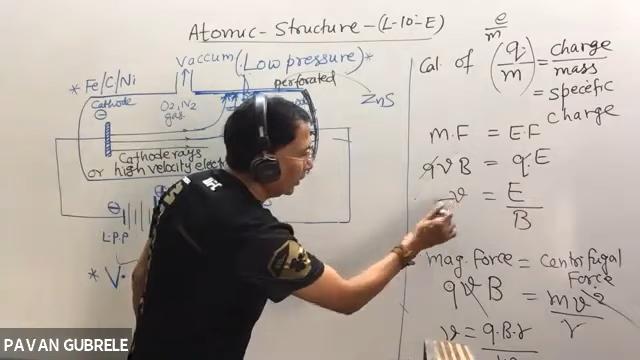 Atomic-Structure-(L-10-E)
Vaccum (Low pressure)*
* Fe/C/Ni
perforated
Cathode
O2,N2
gas
ZnS
Cathode rays
or high velocity elect
L.P.P
* V.
e/m
Cal. of (q/m) = charge/mass
= specefic
charge
M.F = E.F
qvB = q.E
v = E/B
mag. Force = centrifugal
Force
qvB = mv²/r
v = q.B.r
PAVAN GUBRELE